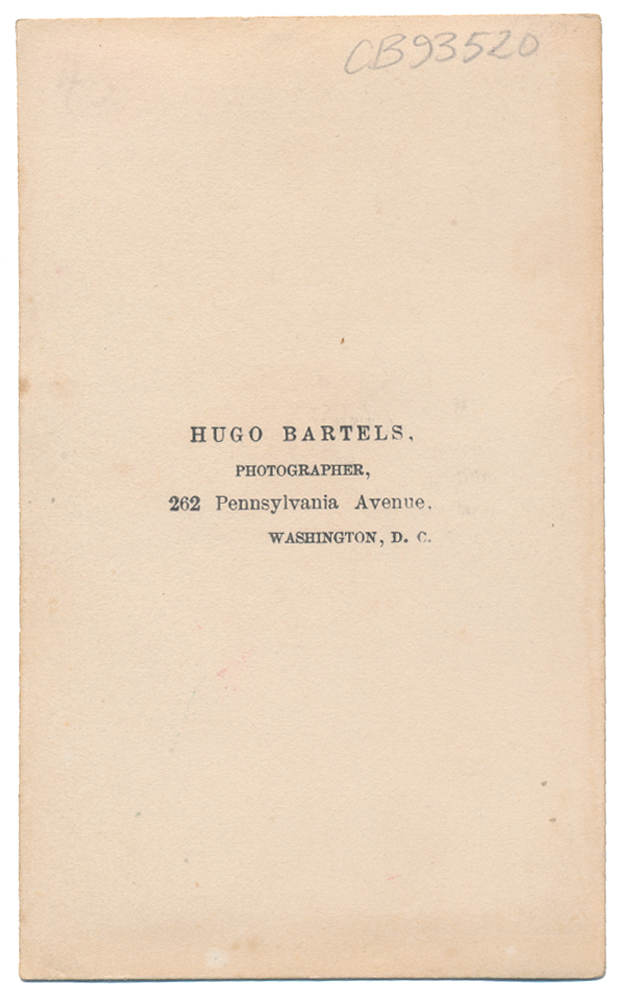 CB93520
HUGO BARTELS,
PHOTOGRAPHER,
262 Pennsylvania Avenue.
WASHINGTON, D. C.